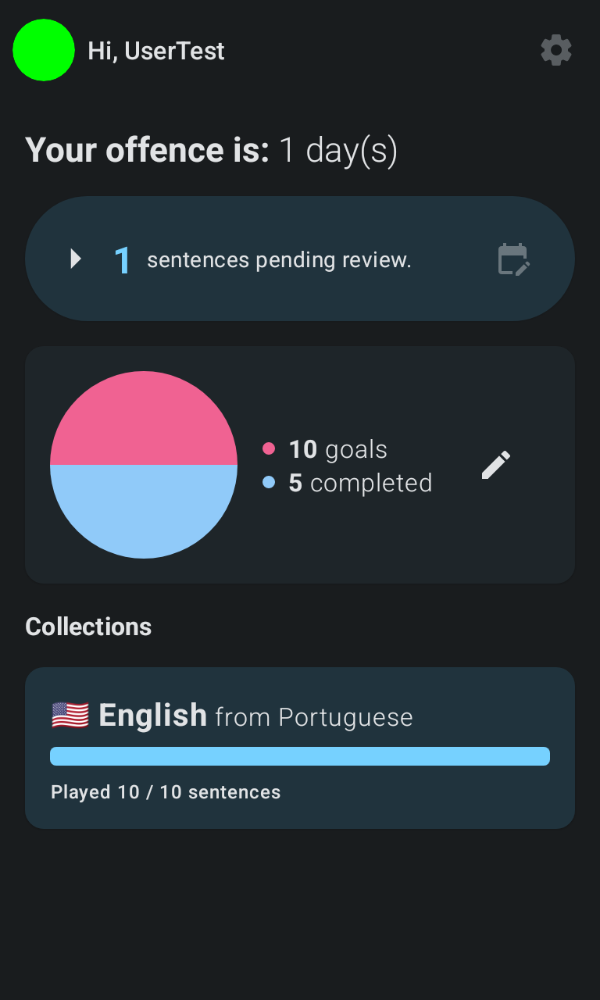 Hi, UserTest
Your offence is: 1 day(s)
1 sentences pending review.
10 goals
5 completed
Collections
English from Portuguese
Played 10 / 10 sentences